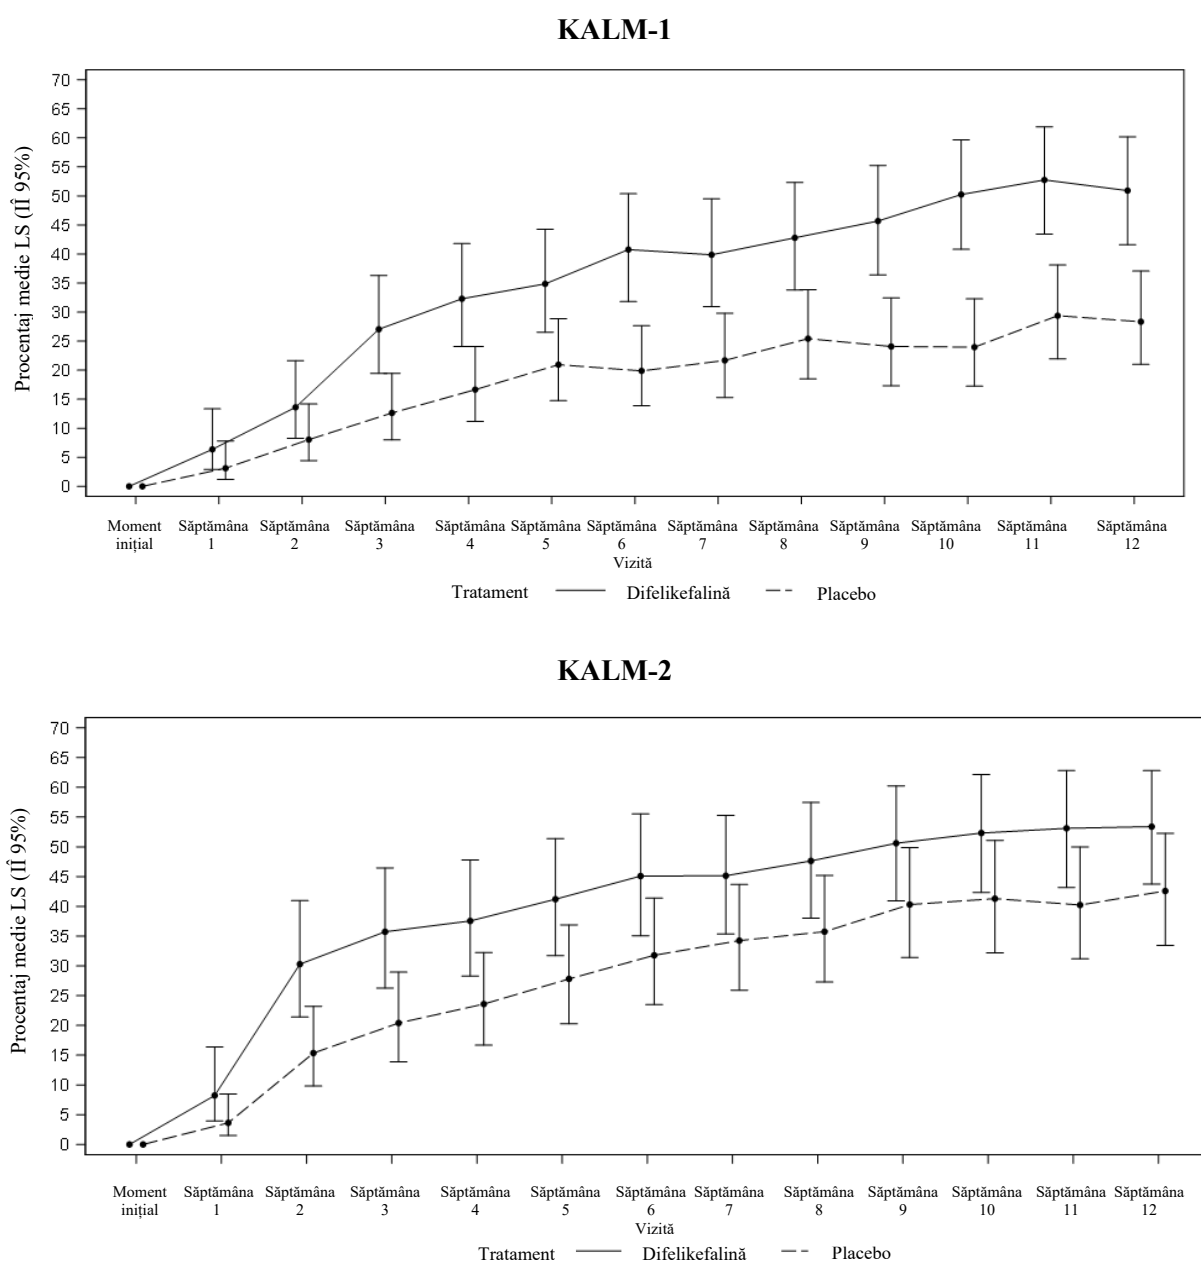 KALM-1
Procentaj medie LS (IÎ 95%)
70
65
60
55
50
45
40
35
30
25
20
15
10
5
0
Moment inițial
Săptămâna 1
Săptămâna 2
Săptămâna 3
Săptămâna 4
Săptămâna 5
Săptămâna 6
Săptămâna 7
Săptămâna 8
Săptămâna 9
Săptămâna 10
Săptămâna 11
Săptămâna 12
Vizită
Tratament Difelikefalină Placebo
KALM-2
Procentaj medie LS (IÎ 95%)
70
65
60
55
50
45
40
35
30
25
20
15
10
5
0
Moment inițial
Săptămâna 1
Săptămâna 2
Săptămâna 3
Săptămâna 4
Săptămâna 5
Săptămâna 6
Săptămâna 7
Săptămâna 8
Săptămâna 9
Săptămâna 10
Săptămâna 11
Săptămâna 12
Vizită
Tratament Difelikefalină Placebo